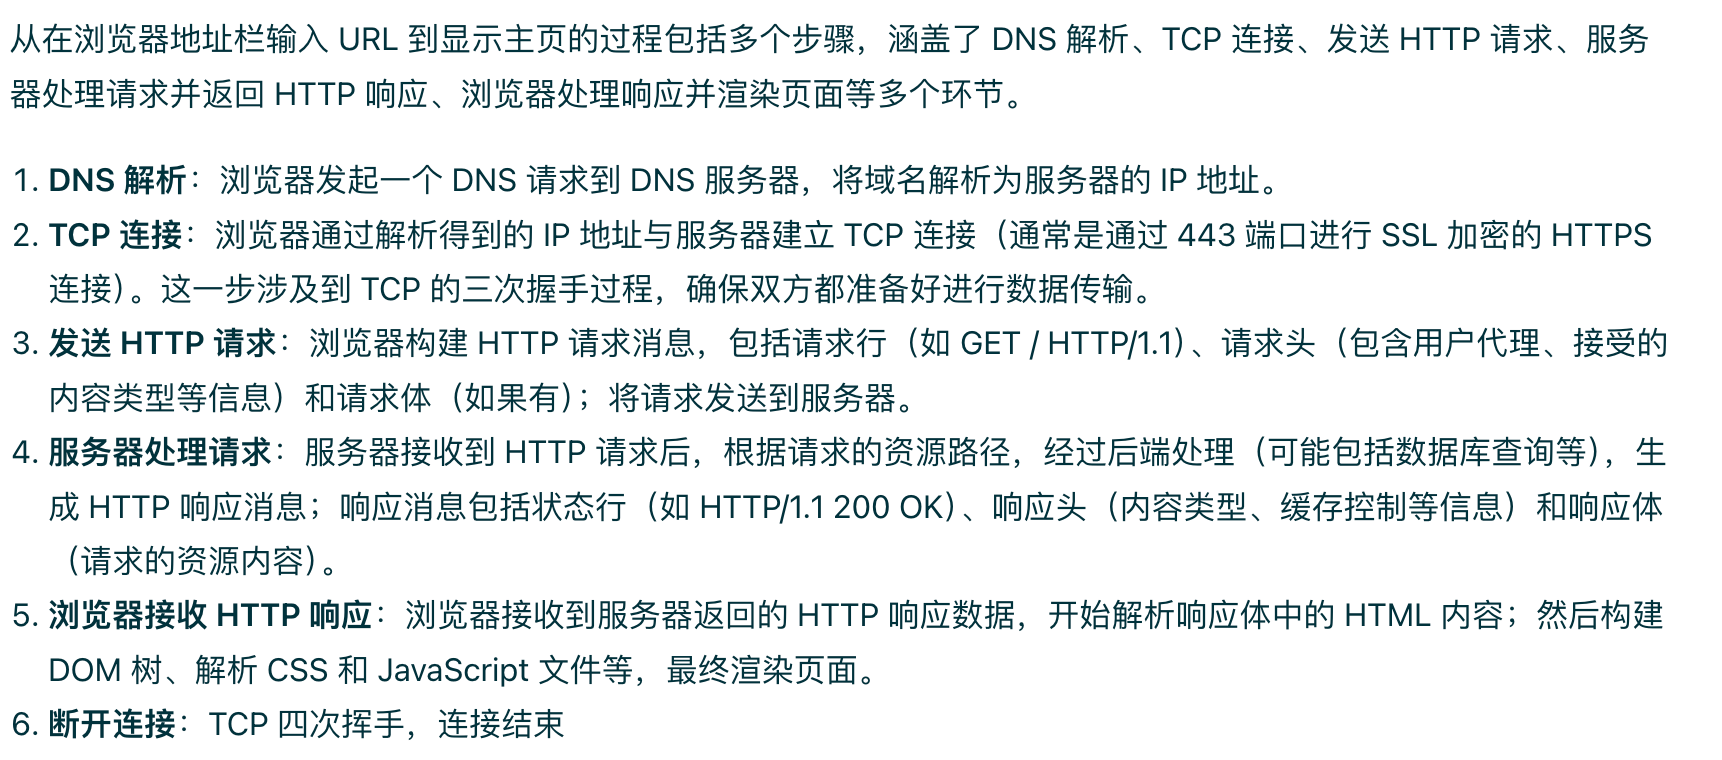 从在浏览器地址栏输入 URL 到显示主页的过程包括多个步骤，涵盖了 DNS 解析、TCP 连接、发送 HTTP 请求、服务
器处理请求并返回 HTTP 响应、浏览器处理响应并渲染页面等多个环节。
1. DNS 解析：浏览器发起一个 DNS 请求到 DNS 服务器，将域名解析为服务器的 IP 地址。
2. TCP 连接：浏览器通过解析得到的 IP 地址与服务器建立 TCP 连接（通常是通过 443 端口进行 SSL 加密的 HTTPS
连接）。这一步涉及到 TCP 的三次握手过程，确保双方都准备好进行数据传输。
3. 发送 HTTP 请求：浏览器构建 HTTP 请求消息，包括请求行（如 GET / HTTP/1.1）、请求头（包含用户代理、接受的
内容类型等信息）和请求体（如果有）；将请求发送到服务器。
4. 服务器处理请求：服务器接收到 HTTP 请求后，根据请求的资源路径，经过后端处理（可能包括数据库查询等），生
成 HTTP 响应消息；响应消息包括状态行（如 HTTP/1.1 200 OK）、响应头（内容类型、缓存控制等信息）和响应体
（请求的资源内容）。
5. 浏览器接收 HTTP 响应：浏览器接收到服务器返回的 HTTP 响应数据，开始解析响应体中的 HTML 内容；然后构建
DOM 树、解析 CSS 和 JavaScript 文件等，最终渲染页面。
6. 断开连接：TCP 四次挥手，连接结束